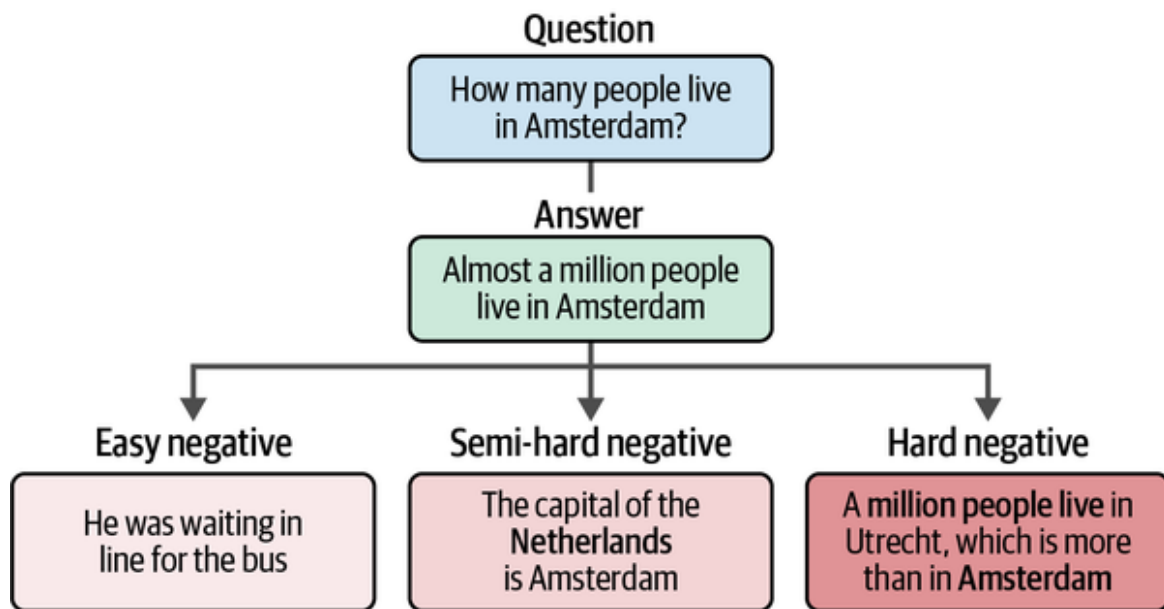 Question
How many people live
in Amsterdam?
Answer
Almost a million people
live in Amsterdam
Easy negative
He was waiting in
line for the bus
Semi-hard negative
The capital of the
Netherlands
is Amsterdam
Hard negative
A million people live in
Utrecht, which is more
than in Amsterdam